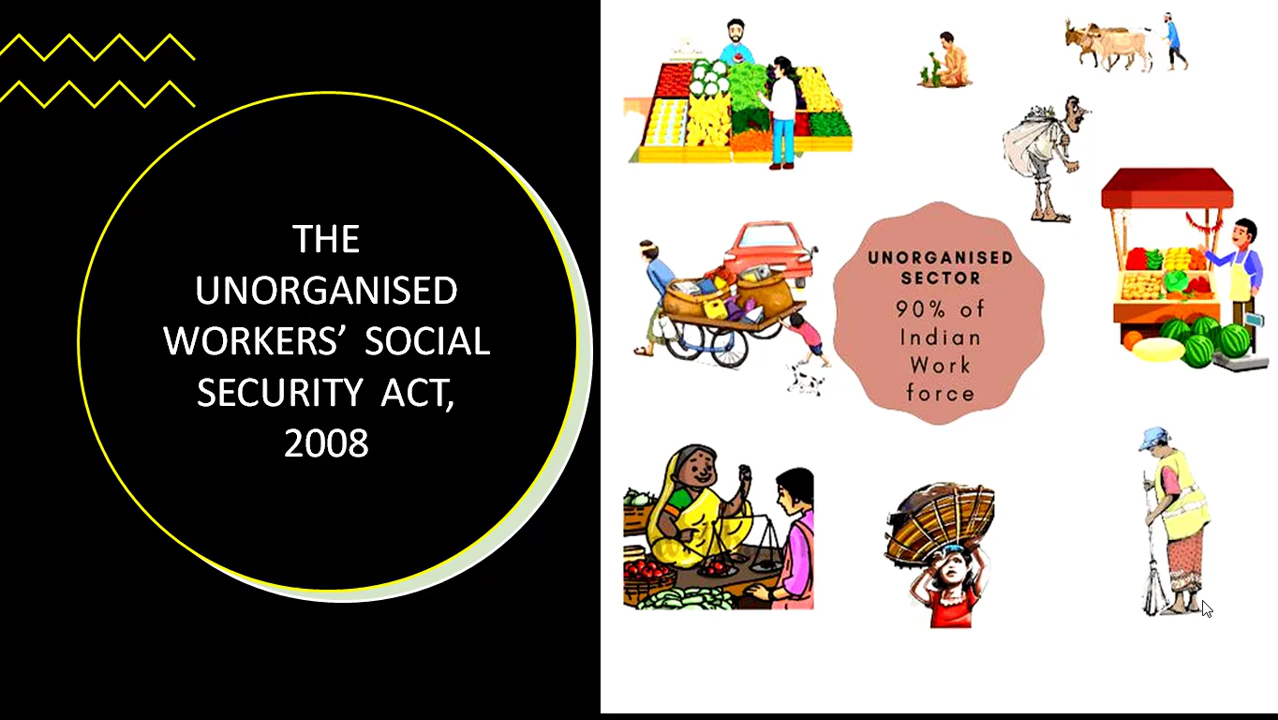 THE
UNORGANISED
WORKERS’ SOCIAL
SECURITY ACT,
2008
UNORGANISED
SECTOR
90% of
Indian
Work
force